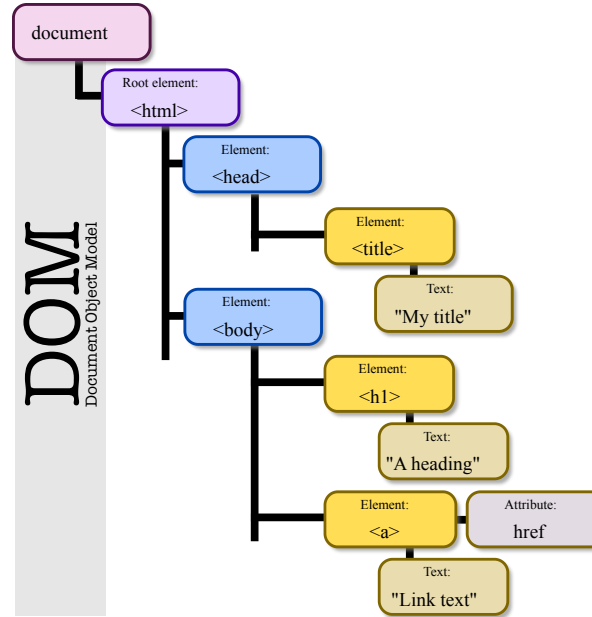 document
Root element:
<html>
Element:
<head>
Element:
<title>
Text:
"My title"
DOM
Document Object Model
Element:
<body>
Element:
<h1>
Text:
"A heading"
Element:
<a>
Attribute:
href
Text:
"Link text"